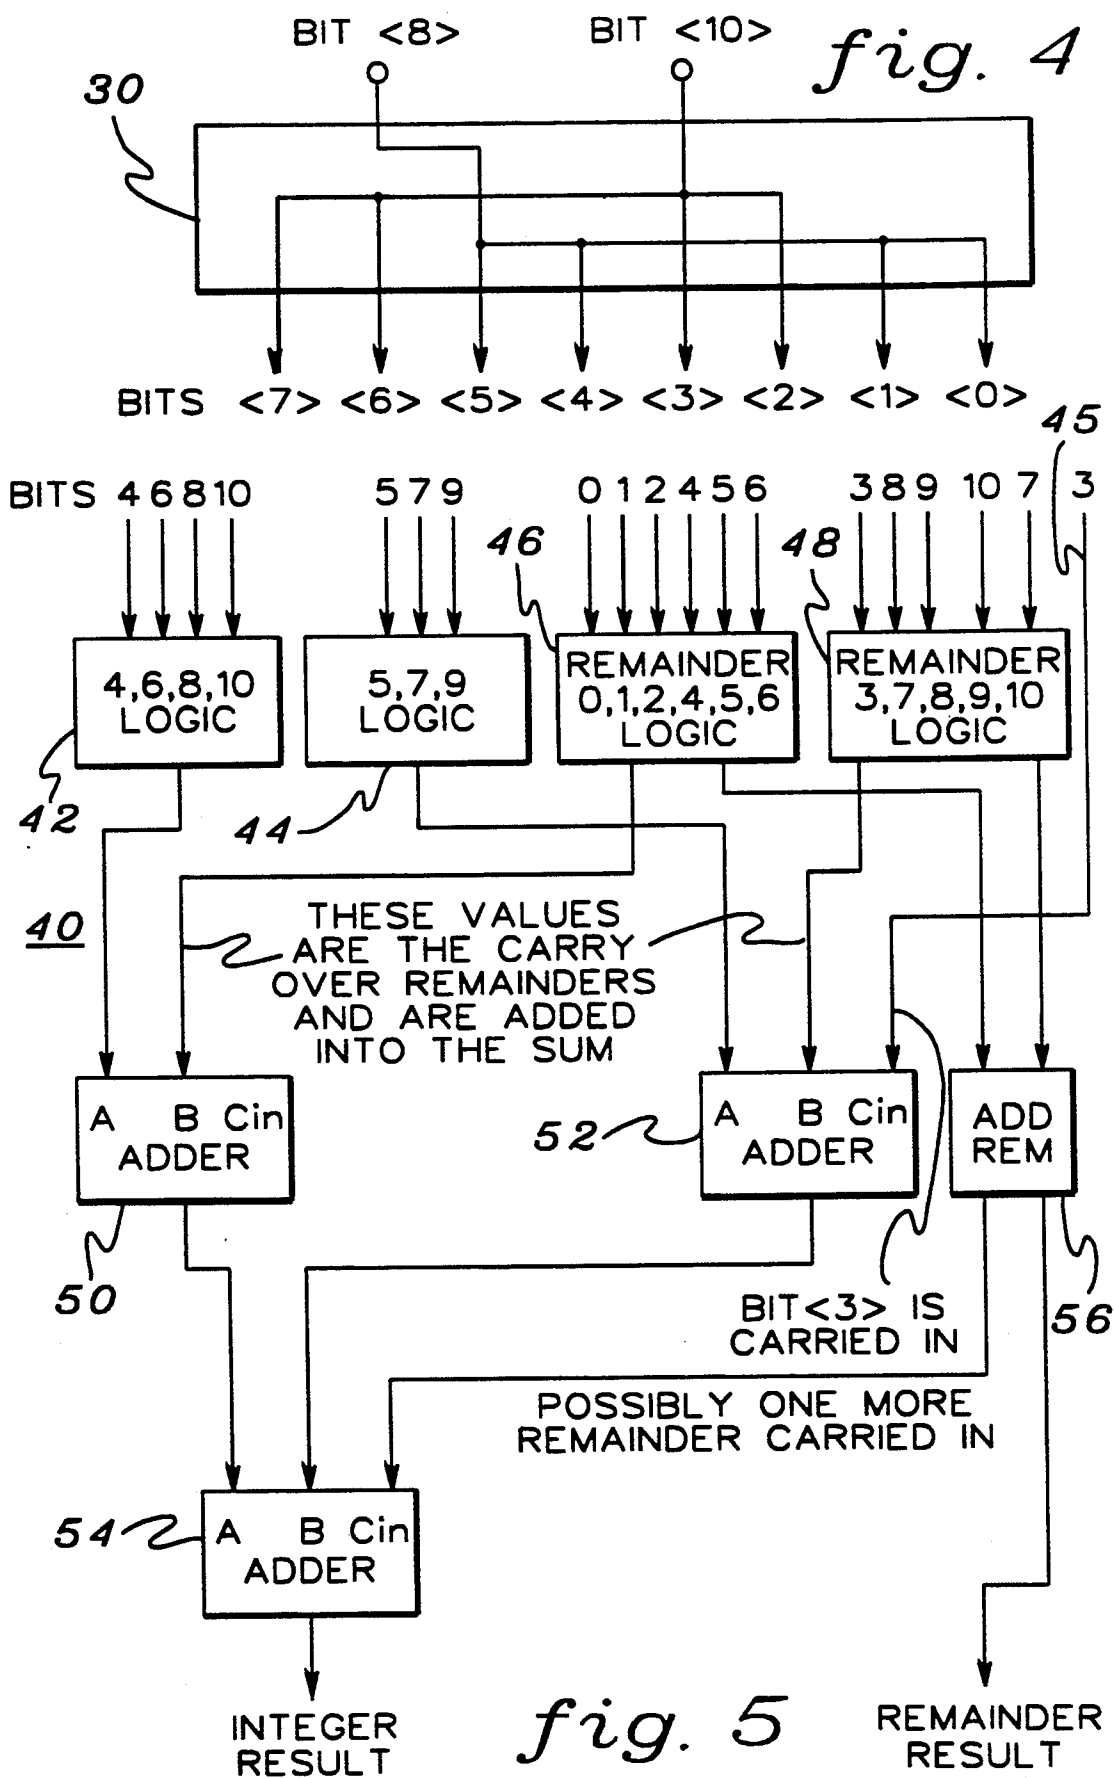 BIT <8> BIT <10> fig. 4
30
BITS <7> <6> <5> <4> <3> <2> <1> <0>
45
BITS 4 6 8 10 5 7 9 0 1 2 4 5 6 3 8 9 10 7 3
46 48
4,6,8,10
LOGIC
5,7,9
LOGIC
REMAINDER
0,1,2,4,5,6
LOGIC
REMAINDER
3,7,8,9,10
LOGIC
42 44
40
THESE VALUES
ARE THE CARRY
OVER REMAINDERS
AND ARE ADDED
INTO THE SUM
A B Cin
ADDER
50
52
A B Cin
ADDER
ADD
REM
56
BIT<3> IS
CARRIED IN
POSSIBLY ONE MORE
REMAINDER CARRIED IN
54
A B Cin
ADDER
INTEGER
RESULT
fig. 5
REMAINDER
RESULT